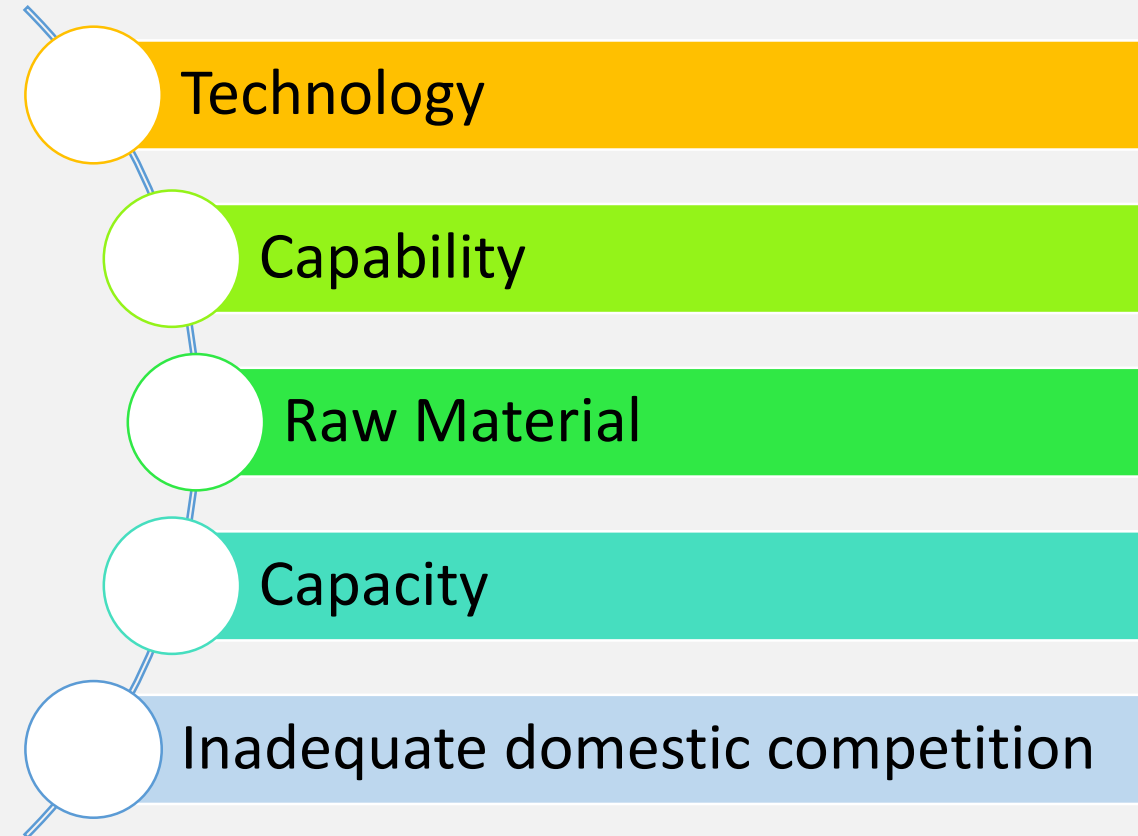 Technology
Capability
Raw Material
Capacity
Inadequate domestic competition